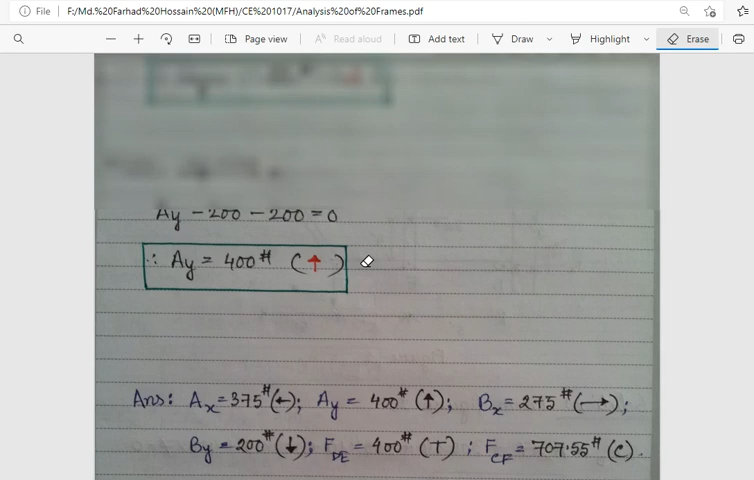 File F:/Md.%20Farhad%20Hossain%20(MFH)/CE%201017/Analysis%20of%20Frames.pdf
Page view Read aloud Add text Draw Highlight Erase
Ay - 200 - 200 = 0
∴ Ay = 400# (↑)
Ans: Ax = 375# (←); Ay = 400# (↑); Bx = 275# (→);
By = 200# (↓); F_DE = 400# (T); F_CF = 707.55# (C).